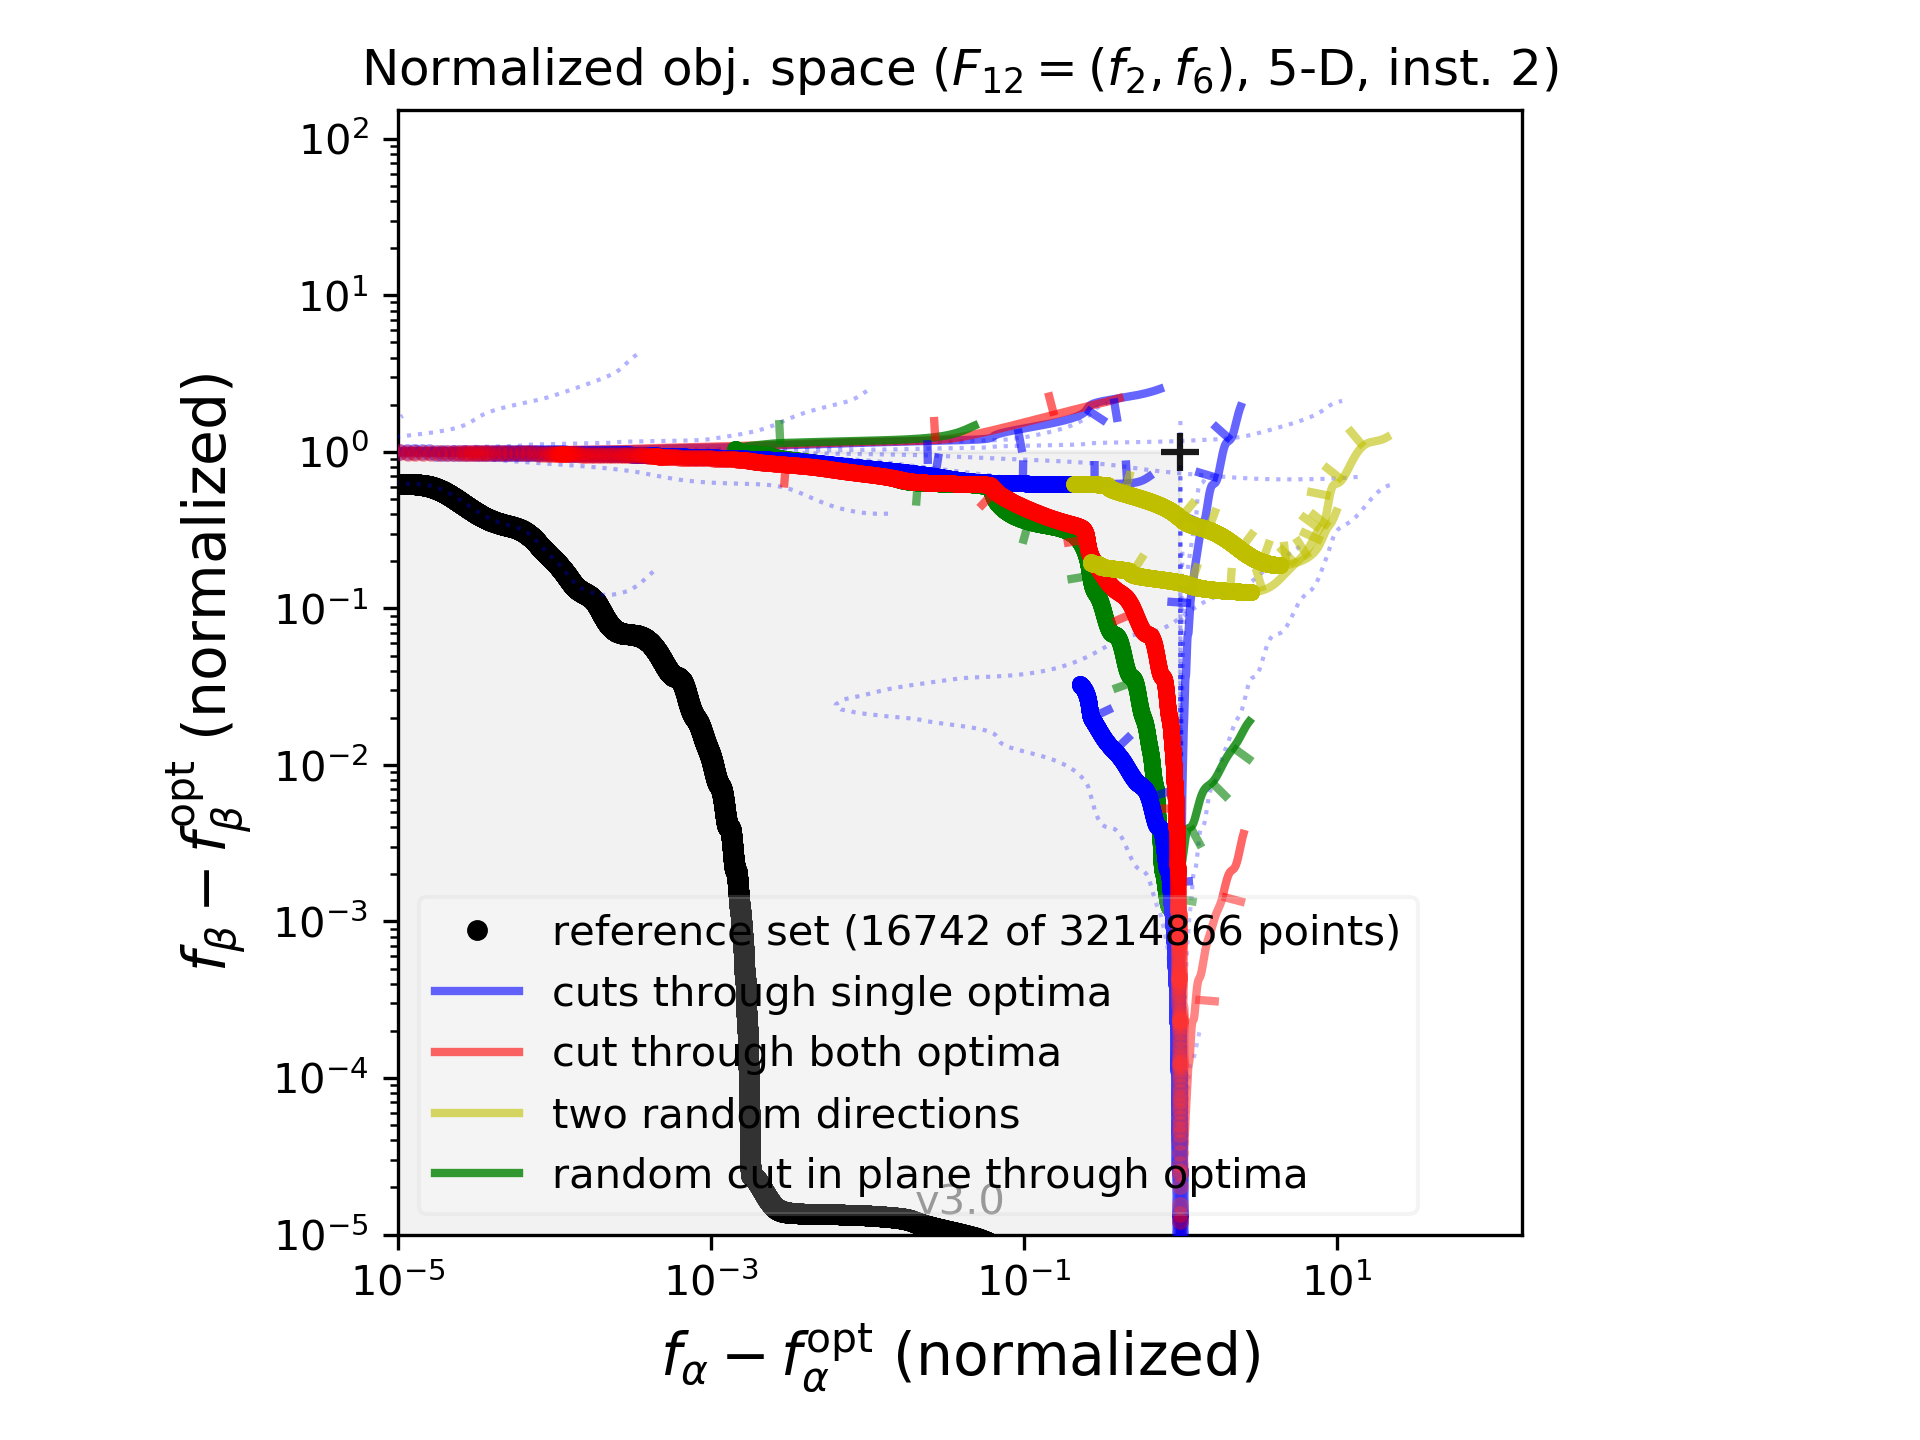 Normalized obj. space (F₁₂ = (f₂, f₆), 5-D, inst. 2)
10²
10¹
10⁰
10⁻¹
10⁻²
10⁻³
10⁻⁴
10⁻⁵
f_β − f_β^opt (normalized)
reference set (16742 of 3214866 points)
cuts through single optima
cut through both optima
two random directions
random cut in plane through optima
v3.0
10⁻⁵ 10⁻³ 10⁻¹ 10¹
f_α − f_α^opt (normalized)